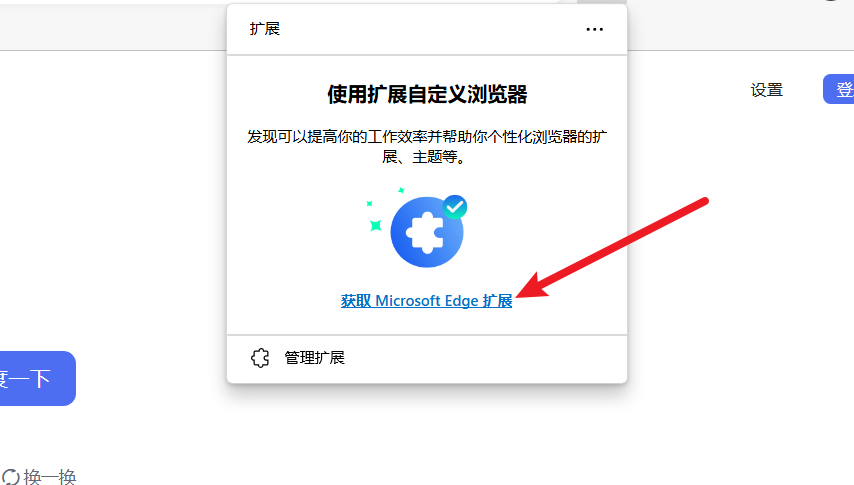 扩展
使用扩展自定义浏览器
设置
登
发现可以提高你的工作效率并帮助你个性化浏览器的扩
展、主题等。
获取 Microsoft Edge 扩展
管理扩展
度一下
换一换